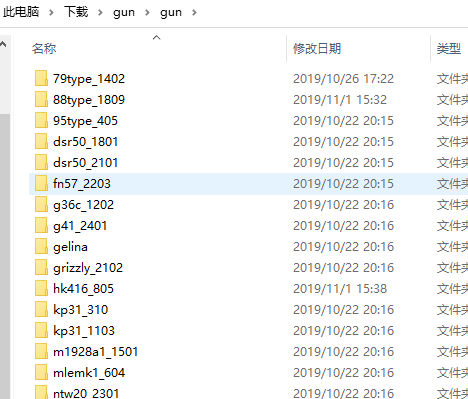 此电脑 › 下载 › gun › gun ›
名称 修改日期 类型
79type_1402 2019/10/26 17:22 文件夹
88type_1809 2019/11/1 15:32 文件夹
95type_405 2019/10/22 20:15 文件夹
dsr50_1801 2019/10/22 20:15 文件夹
dsr50_2101 2019/10/22 20:15 文件夹
fn57_2203 2019/10/22 20:15 文件夹
g36c_1202 2019/10/22 20:16 文件夹
g41_2401 2019/10/22 20:16 文件夹
gelina 2019/10/22 20:16 文件夹
grizzly_2102 2019/10/22 20:16 文件夹
hk416_805 2019/11/1 15:38 文件夹
kp31_310 2019/10/22 20:16 文件夹
kp31_1103 2019/10/22 20:16 文件夹
m1928a1_1501 2019/10/22 20:16 文件夹
mlemk1_604 2019/10/22 20:16 文件夹
ntw20_2301 2019/10/22 20:16 文件夹